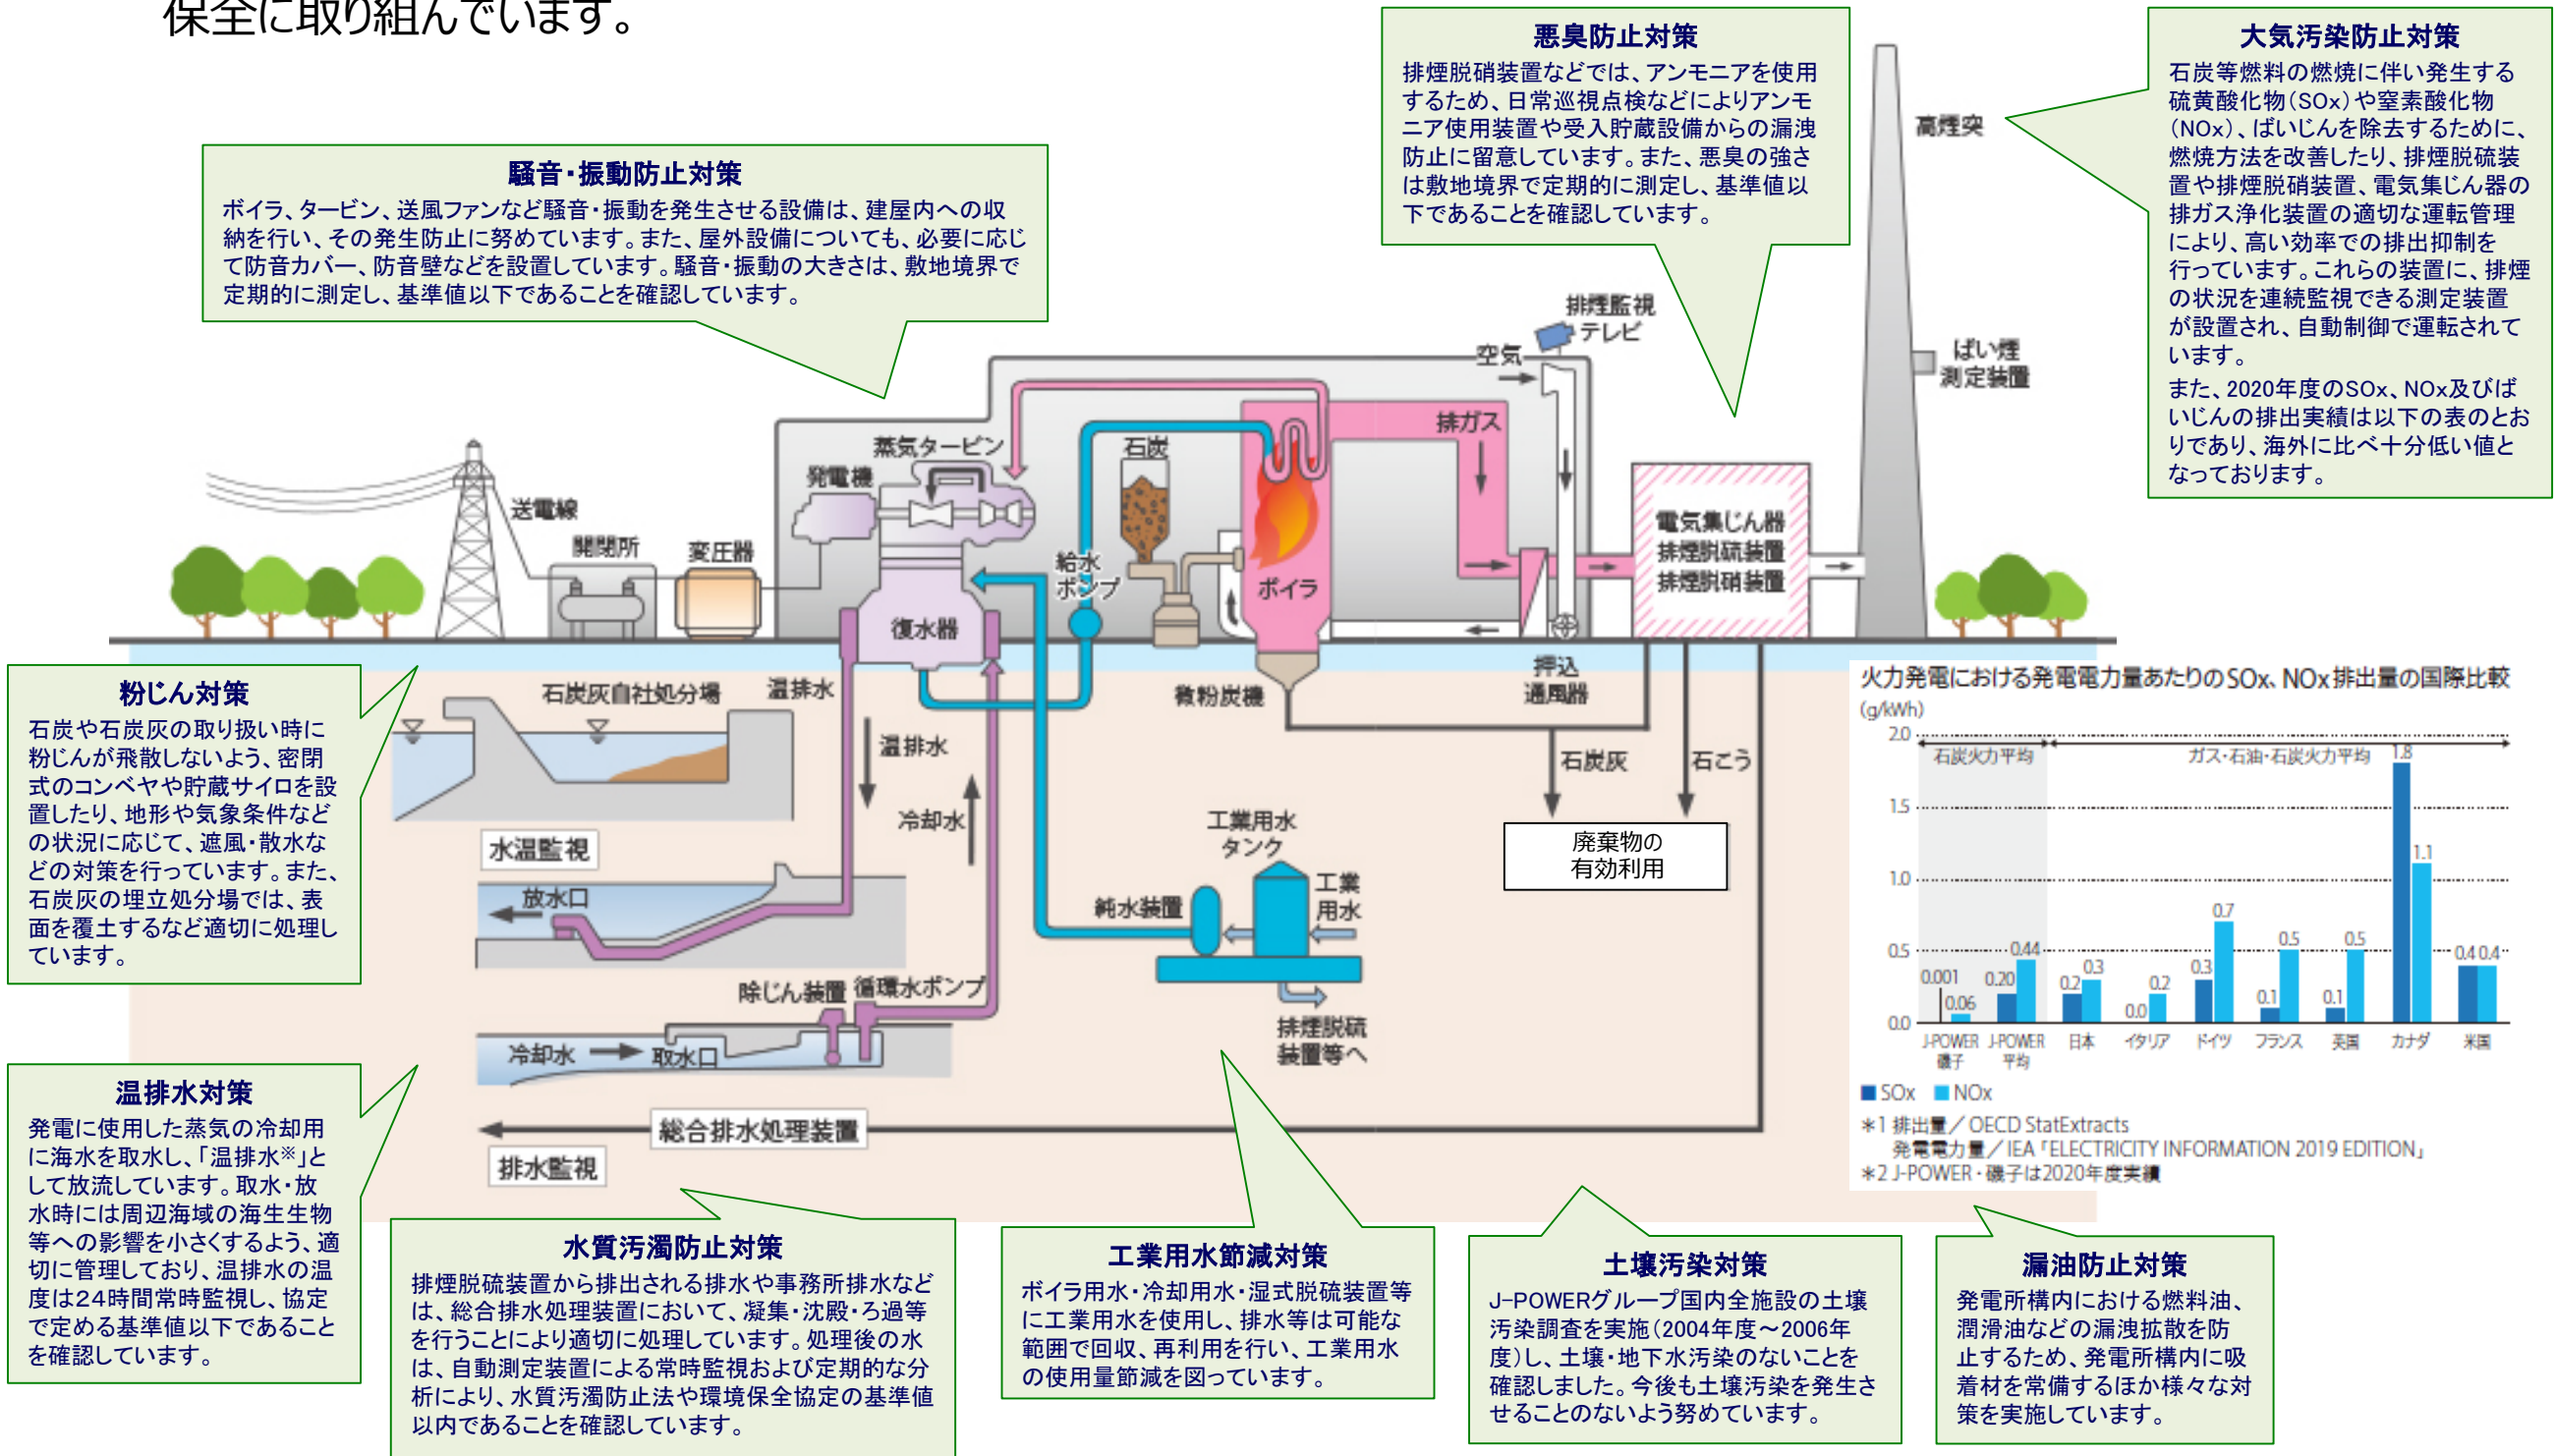 保全に取り組んでいます。
悪臭防止対策
排煙脱硝装置などでは、アンモニアを使用
するため、日常巡視点検などによりアンモ
ニア使用装置や受入貯蔵設備からの漏洩
防止に留意しています。また、悪臭の強さ
は敷地境界で定期的に測定し、基準値以
下であることを確認しています。
大気汚染防止対策
石炭等燃料の燃焼に伴い発生する
硫黄酸化物(SOx)や窒素酸化物
(NOx)、ばいじんを除去するために、
燃焼方法を改善したり、排煙脱硫装
置や排煙脱硝装置、電気集じん器の
排ガス浄化装置の適切な運転管理
により、高い効率での排出抑制を
行っています。これらの装置に、排煙
の状況を連続監視できる測定装置
が設置され、自動制御で運転されて
います。
また、2020年度のSOx、NOx及びば
いじんの排出実績は以下の表のとお
りであり、海外に比べ十分低い値と
なっております。
騒音・振動防止対策
ボイラ、タービン、送風ファンなど騒音・振動を発生させる設備は、建屋内への収
納を行い、その発生防止に努めています。また、屋外設備についても、必要に応じ
て防音カバー、防音壁などを設置しています。騒音・振動の大きさは、敷地境界で
定期的に測定し、基準値以下であることを確認しています。
高煙突
排煙監視
テレビ
空気
ばい煙
測定装置
蒸気タービン
石炭
排ガス
発電機
送電線
開閉所
変圧器
給水
ポンプ
ボイラ
復水器
電気集じん器
排煙脱硫装置
排煙脱硝装置
粉じん対策
石炭や石炭灰の取り扱い時に
粉じんが飛散しないよう、密閉
式のコンベヤや貯蔵サイロを設
置したり、地形や気象条件など
の状況に応じて、遮風・散水な
どの対策を行っています。また、
石炭灰の埋立処分場では、表
面を覆土するなど適切に処理し
ています。
石炭灰自社処分場
温排水
微粉炭機
押込
通風器
温排水
冷却水
石炭灰
石こう
廃棄物の
有効利用
水温監視
放水口
工業用水
タンク
純水装置
工業
用水
除じん装置
循環水ポンプ
冷却水
取水口
排煙脱硫
装置等へ
総合排水処理装置
排水監視
火力発電における発電電力量あたりのSOx、NOx排出量の国際比較
(g/kWh)
2.0
石炭火力平均
ガス・石油・石炭火力平均
1.8
1.5
1.1
1.0
0.7
0.5
0.44
0.5
0.5
0.4 0.4
0.001
0.06
0.20
0.2
0.3
0.0
0.2
0.3
0.1
0.1
0.0
J-POWER
磯子
J-POWER
平均
日本
イタリア
ドイツ
フランス
英国
カナダ
米国
SOx
NOx
*1 排出量/OECD StatExtracts
発電電力量/IEA「ELECTRICITY INFORMATION 2019 EDITION」
*2 J-POWER・磯子は2020年度実績
温排水対策
発電に使用した蒸気の冷却用
に海水を取水し、「温排水※」と
して放流しています。取水・放
水時には周辺海域の海生生物
等への影響を小さくするよう、適
切に管理しており、温排水の温
度は24時間常時監視し、協定
で定める基準値以下であること
を確認しています。
水質汚濁防止対策
排煙脱硫装置から排出される排水や事務所排水など
は、総合排水処理装置において、凝集・沈殿・ろ過等
を行うことにより適切に処理しています。処理後の水
は、自動測定装置による常時監視および定期的な分
析により、水質汚濁防止法や環境保全協定の基準値
以内であることを確認しています。
工業用水節減対策
ボイラ用水・冷却用水・湿式脱硫装置等
に工業用水を使用し、排水等は可能な
範囲で回収、再利用を行い、工業用水
の使用量節減を図っています。
土壌汚染対策
J-POWERグループ国内全施設の土壌
汚染調査を実施(2004年度～2006年
度)し、土壌・地下水汚染のないことを
確認しました。今後も土壌汚染を発生さ
せることのないよう努めています。
漏油防止対策
発電所構内における燃料油、
潤滑油などの漏洩拡散を防
止するため、発電所構内に吸
着材を常備するほか様々な対
策を実施しています。